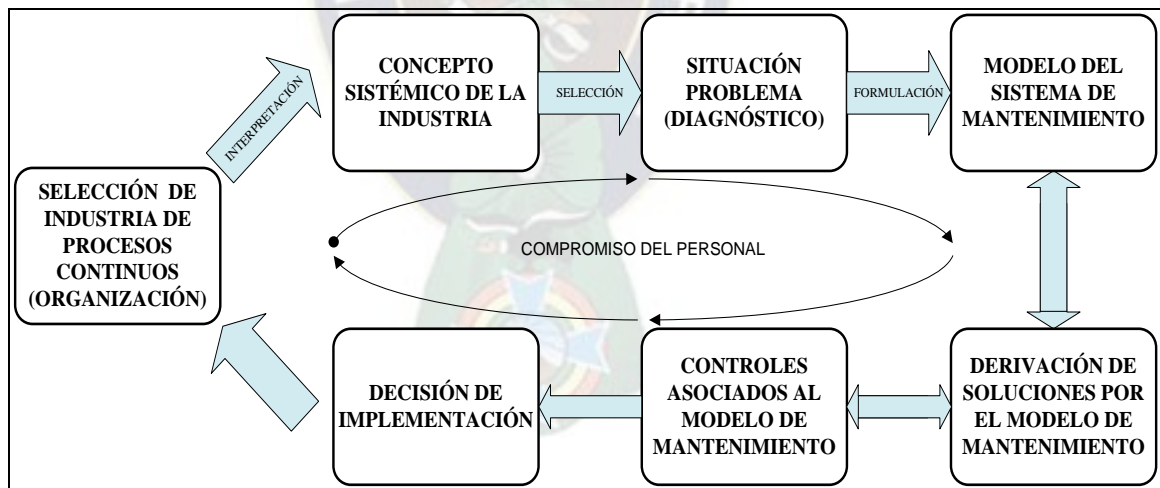 CONCEPTO
SISTÉMICO DE LA
INDUSTRIA
SITUACIÓN
PROBLEMA
(DIAGNÓSTICO)
MODELO DEL
SISTEMA DE
MANTENIMIENTO
INTERPRETACIÓN
SELECCIÓN
FORMULACIÓN
SELECCIÓN DE
INDUSTRIA DE
PROCESOS
CONTINUOS
(ORGANIZACIÓN)
COMPROMISO DEL PERSONAL
DECISIÓN DE
IMPLEMENTACIÓN
CONTROLES
ASOCIADOS AL
MODELO DE
MANTENIMIENTO
DERIVACIÓN DE
SOLUCIONES POR
EL MODELO DE
MANTENIMIENTO